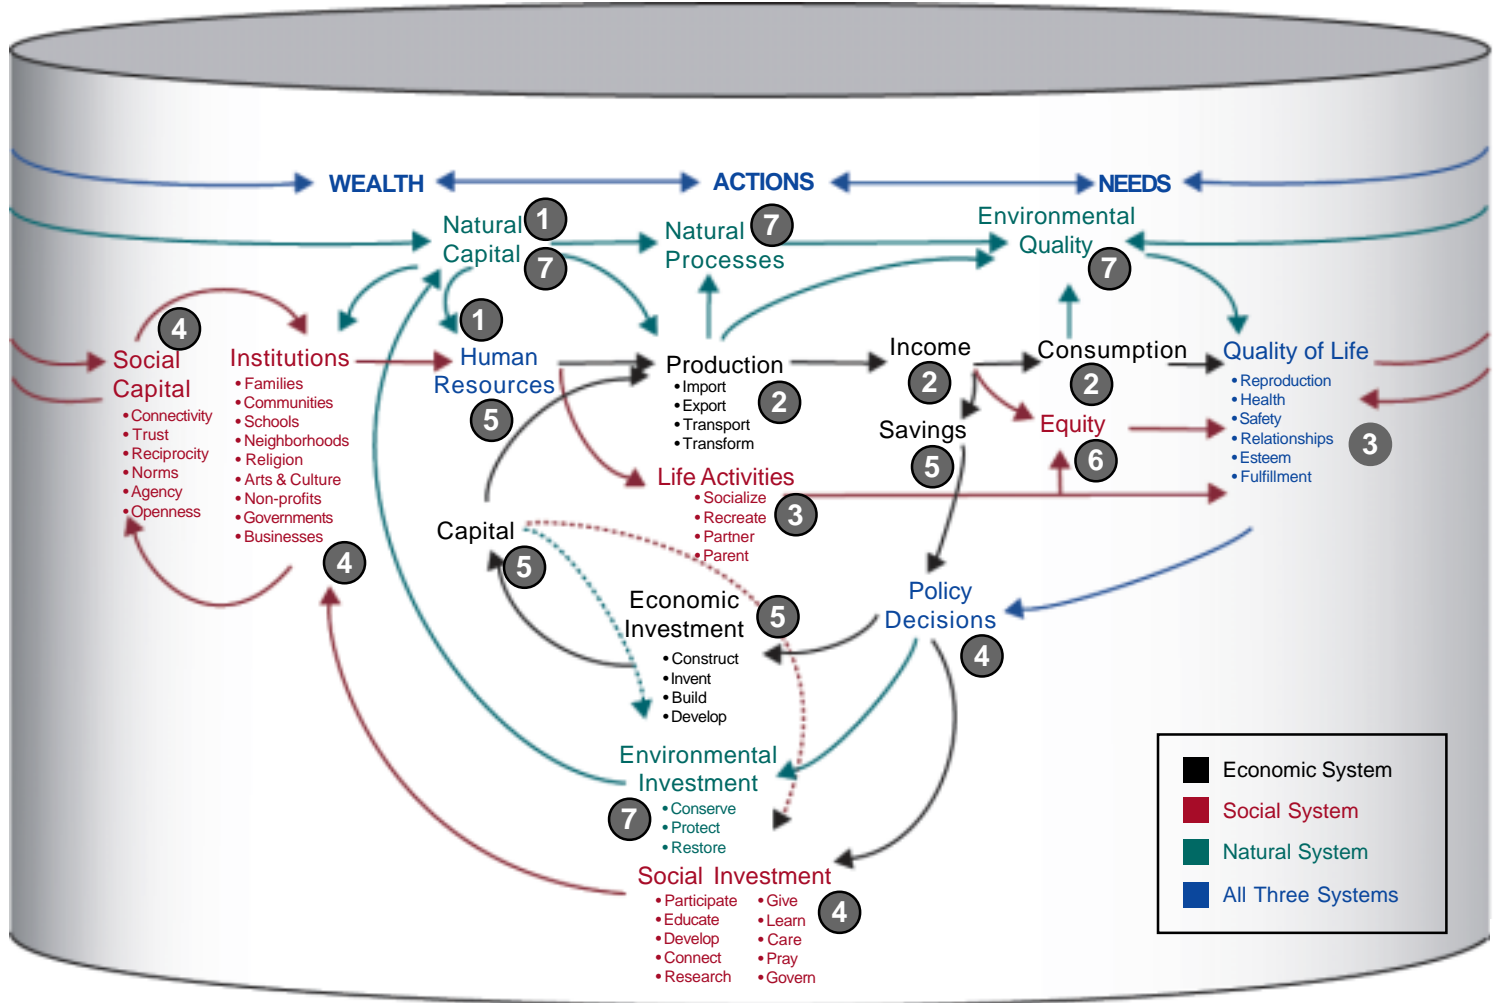 WEALTH
ACTIONS
NEEDS
Natural
Capital
1
7
Natural
Processes
7
Environmental
Quality
7
4
Social
Capital
• Connectivity
• Trust
• Reciprocity
• Norms
• Agency
• Openness
Institutions
• Families
• Communities
• Schools
• Neighborhoods
• Religion
• Arts & Culture
• Non-profits
• Governments
• Businesses
4
1
Human
Resources
5
Production
• Import
• Export
• Transport
• Transform
2
Income
2
Consumption
2
Quality of Life
• Reproduction
• Health
• Safety
• Relationships
• Esteem
• Fulfillment
3
Savings
5
Equity
6
Life Activities
• Socialize
• Recreate
• Partner
• Parent
3
Capital
5
Economic
Investment
• Construct
• Invent
• Build
• Develop
5
Policy
Decisions
4
Environmental
Investment
• Conserve
• Protect
• Restore
7
Social Investment
• Participate
• Educate
• Develop
• Connect
• Research
• Give
• Learn
• Care
• Pray
• Govern
4
Economic System
Social System
Natural System
All Three Systems